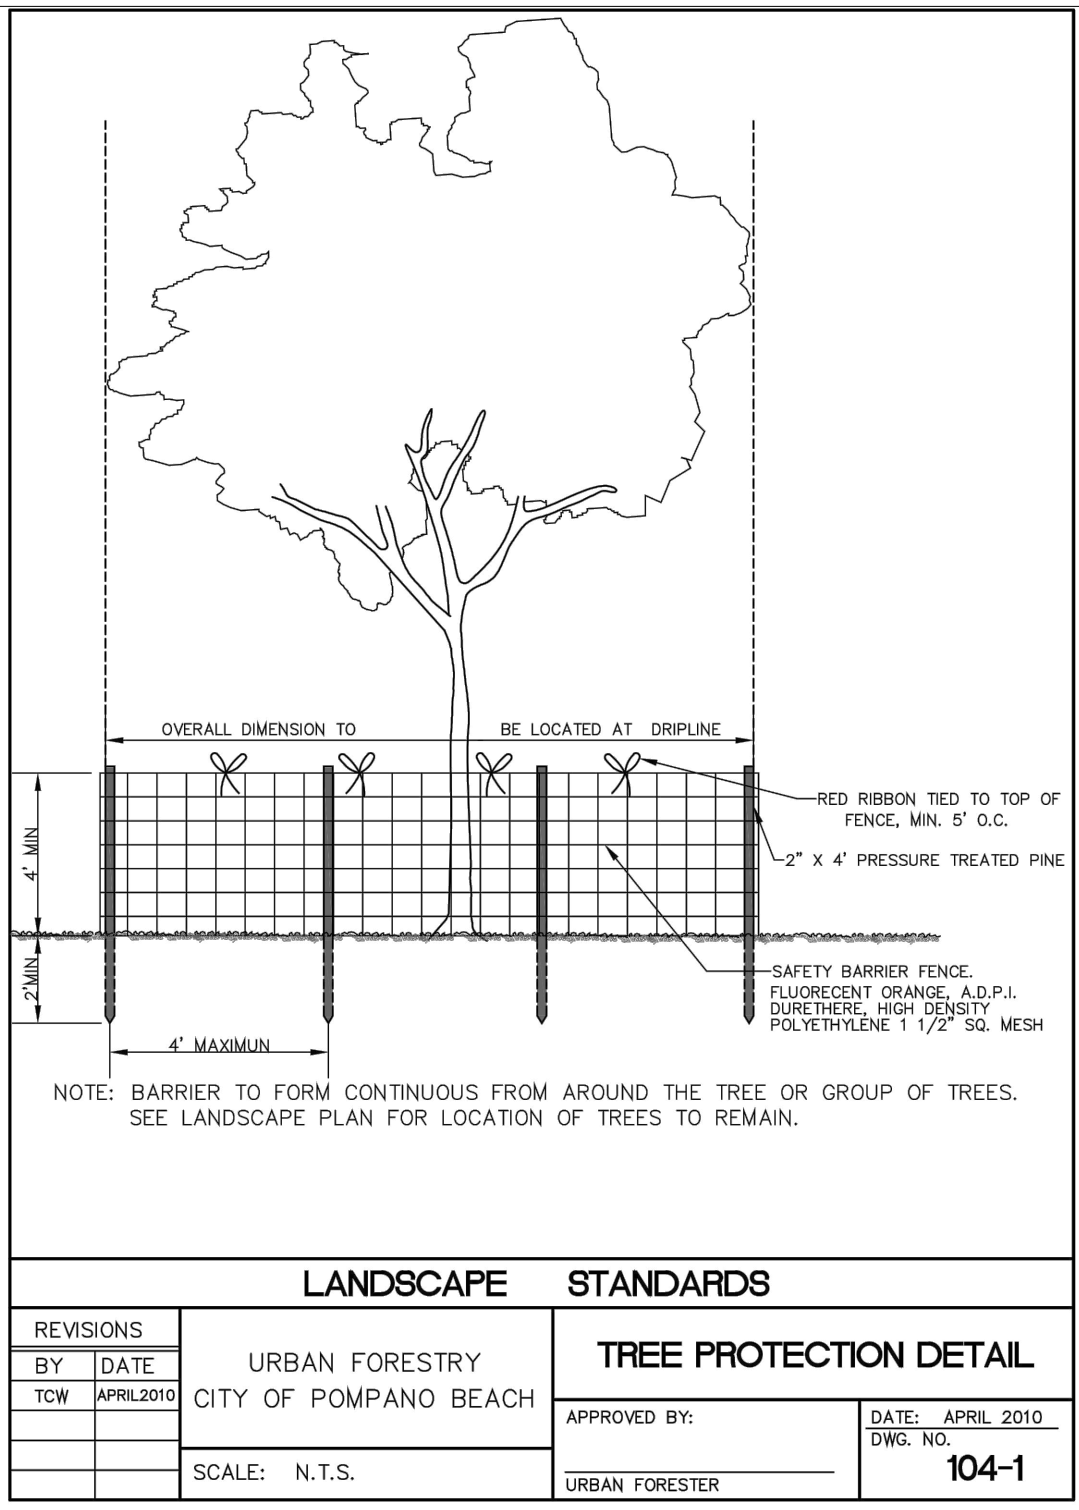 OVERALL DIMENSION TO BE LOCATED AT DRIPLINE
RED RIBBON TIED TO TOP OF
FENCE, MIN. 5' O.C.
4' MIN
2" X 4' PRESSURE TREATED PINE
2'MIN
SAFETY BARRIER FENCE.
FLUORECENT ORANGE, A.D.P.I.
DURETHERE, HIGH DENSITY
POLYETHYLENE 1 1/2" SQ. MESH
4' MAXIMUN
NOTE: BARRIER TO FORM CONTINUOUS FROM AROUND THE TREE OR GROUP OF TREES.
SEE LANDSCAPE PLAN FOR LOCATION OF TREES TO REMAIN.
LANDSCAPE STANDARDS
REVISIONS
BY DATE
TCW APRIL2010
URBAN FORESTRY
CITY OF POMPANO BEACH
SCALE: N.T.S.
TREE PROTECTION DETAIL
APPROVED BY:
URBAN FORESTER
DATE: APRIL 2010
DWG. NO.
104-1